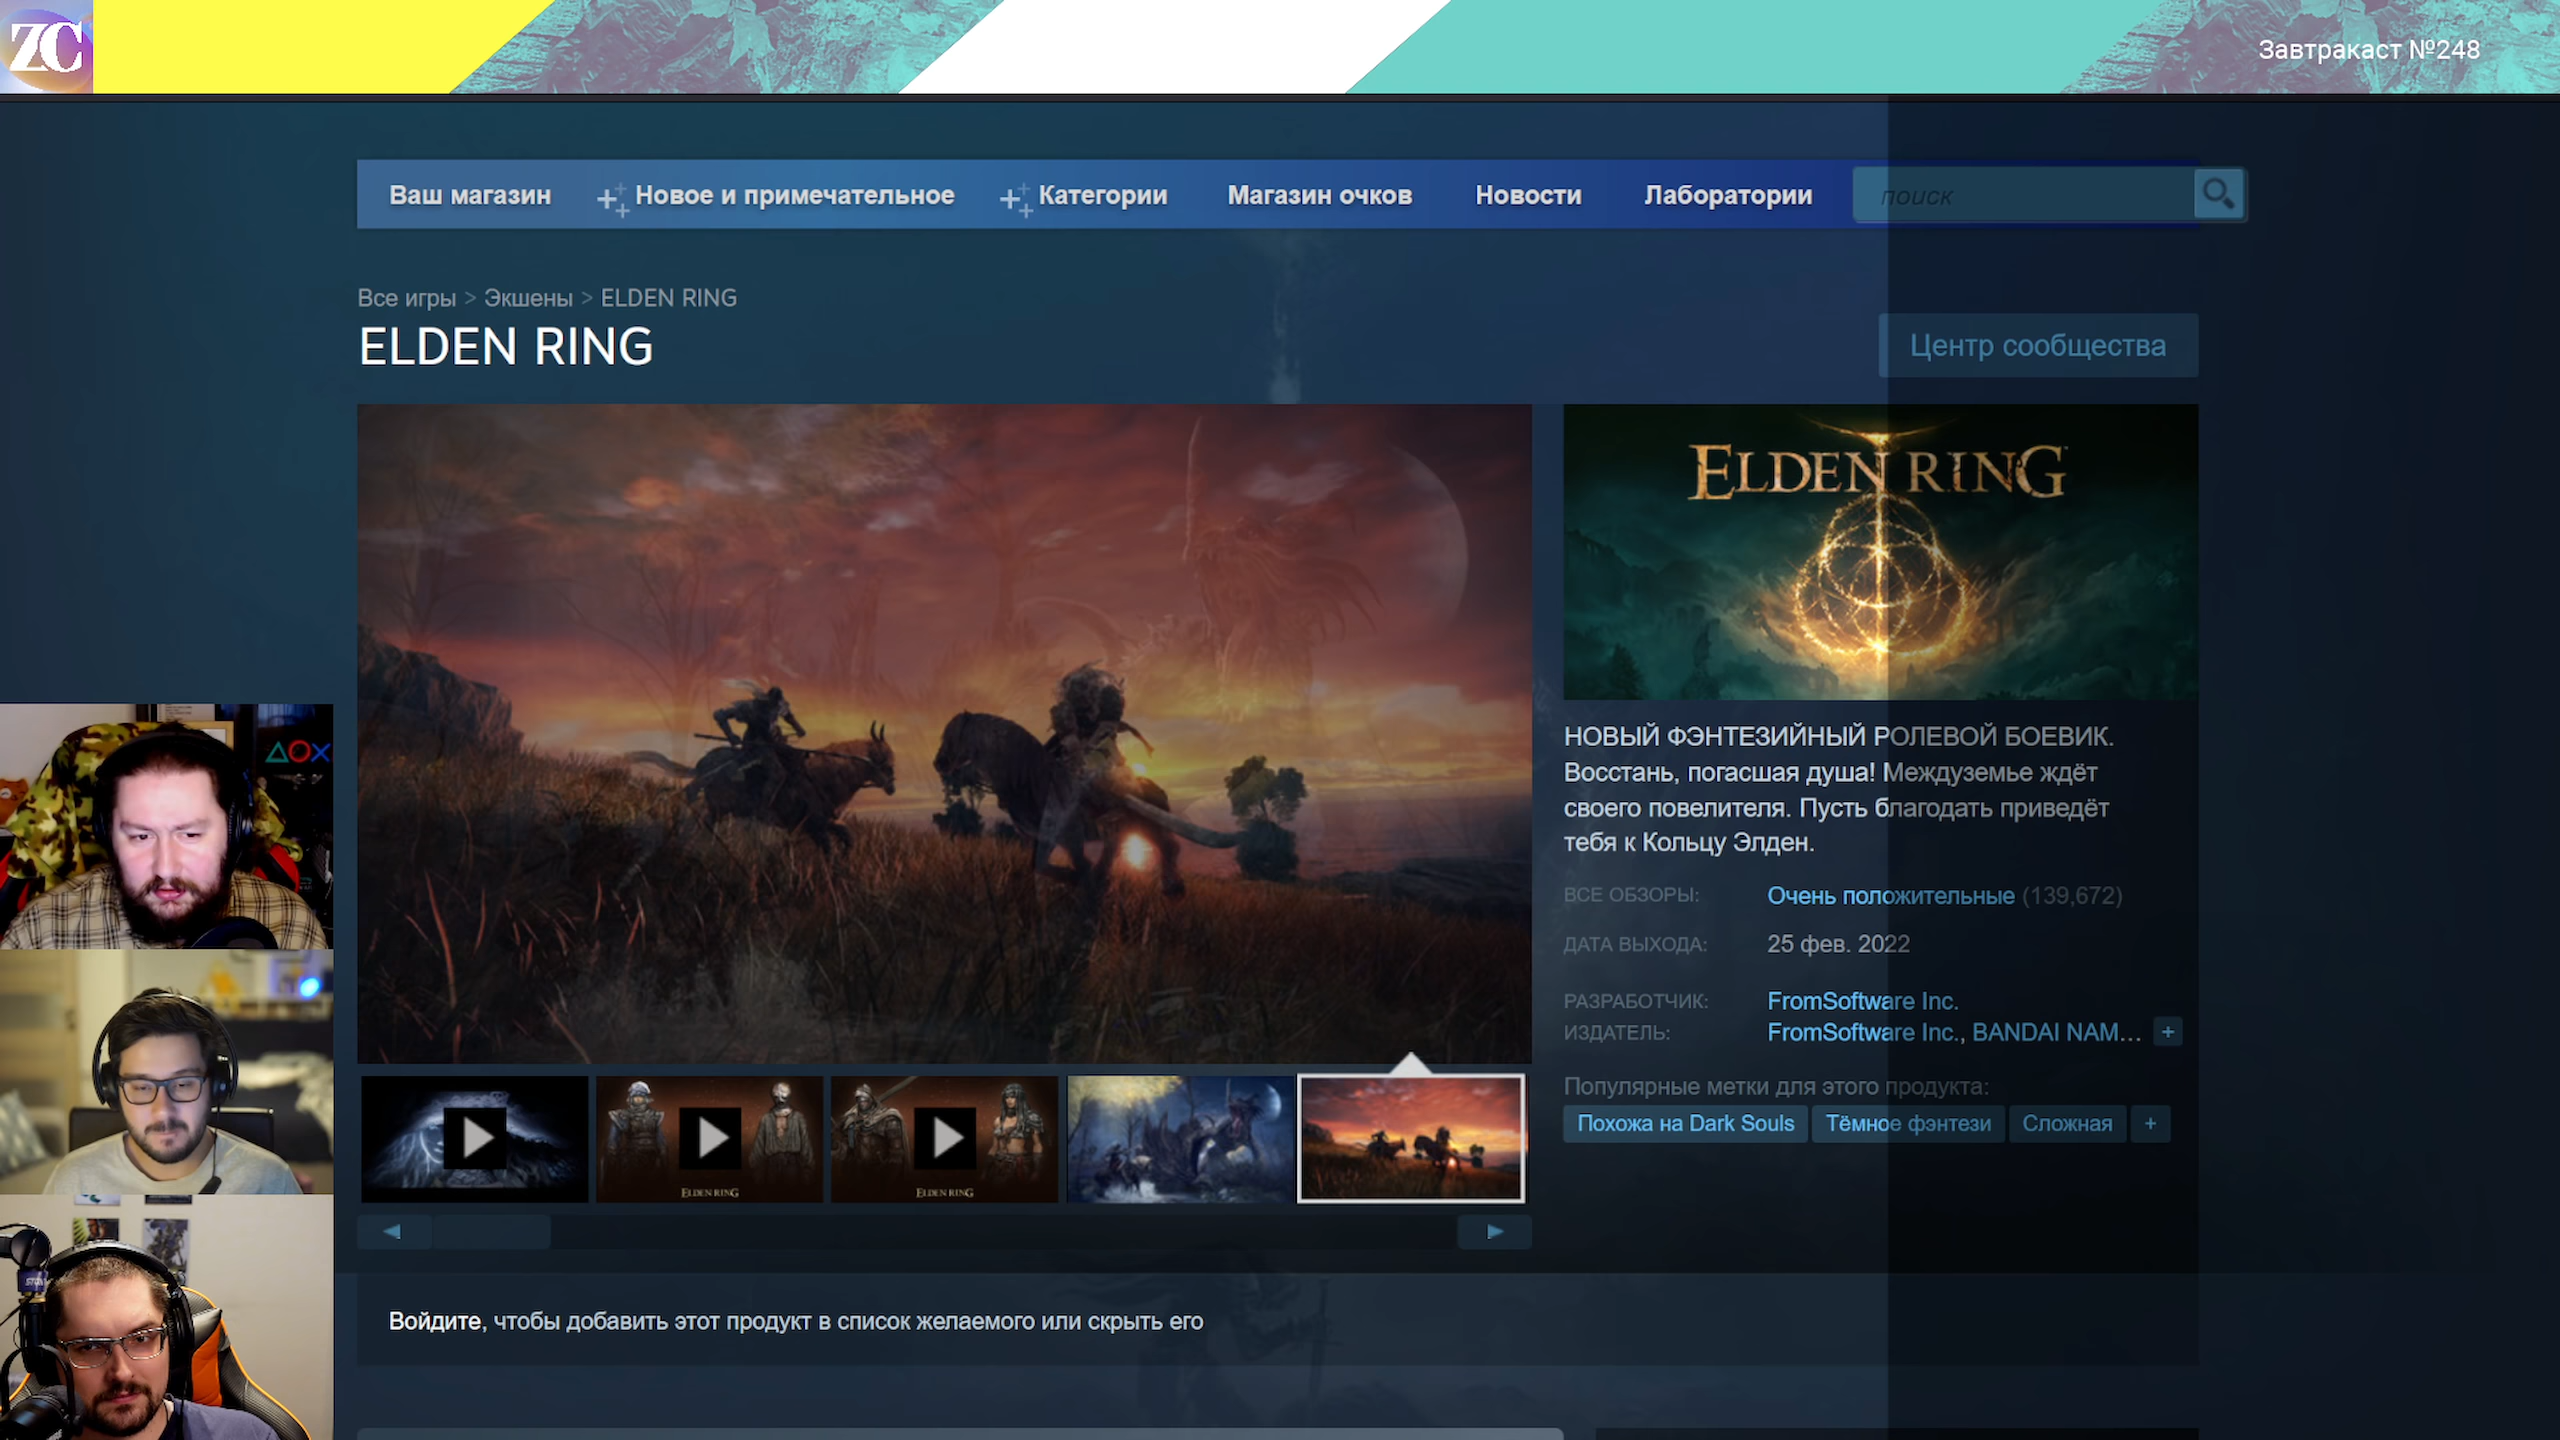 ZC
Завтракаст №248
Ваш магазин
Новое и примечательное
Категории
Магазин очков
Новости
Лаборатории
поиск
Все игры > Экшены > ELDEN RING
ELDEN RING
Центр сообщества
ELDEN RING
НОВЫЙ ФЭНТЕЗИЙНЫЙ РОЛЕВОЙ БОЕВИК.
Восстань, погасшая душа! Междуземье ждёт
своего повелителя. Пусть благодать приведёт
тебя к Кольцу Элден.
ВСЕ ОБЗОРЫ: Очень положительные (139,672)
ДАТА ВЫХОДА: 25 фев. 2022
РАЗРАБОТЧИК: FromSoftware Inc.
ИЗДАТЕЛЬ: FromSoftware Inc., BANDAI NAM... +
Популярные метки для этого продукта:
Похожа на Dark Souls Тёмное фэнтези Сложная +
ELDEN RING
ELDEN RING
Войдите, чтобы добавить этот продукт в список желаемого или скрыть его